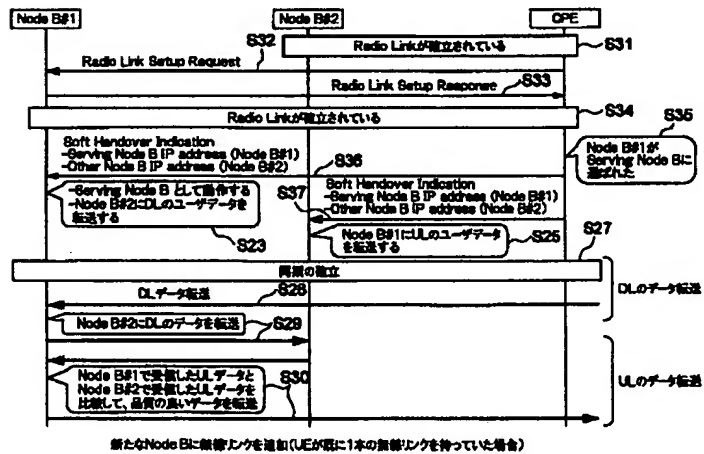 Node B#1
Node B#2
CPE
Radio Linkが確立されている
S31
S32
Radio Link Setup Request
Radio Link Setup Response
S33
Radio Linkが確立されている
S34
S35
Node B#1が
Serving Node Bに
選ばれた
Soft Handover Indication
-Serving Node B IP address (Node B#1)
-Other Node B IP address (Node B#2)
S36
-Serving Node B として動作する
-Node B#2にDLのユーザデータを
転送する
S23
S37
Soft Handover Indication
-Serving Node B IP address (Node B#1)
-Other Node B IP address (Node B#2)
Node B#1にULのユーザデータ
を転送する
S25
S27
同期の確立
DLデータ転送
S28
DLのデータ転送
Node B#2にDLのデータを転送
S29
Node B#1で受信したULデータと
Node B#2で受信したULデータを
比較して、品質の良いデータを転送
S30
ULのデータ転送
新たなNode Bに無線リンクを追加(UEが既に1本の無線リンクを持っていた場合)